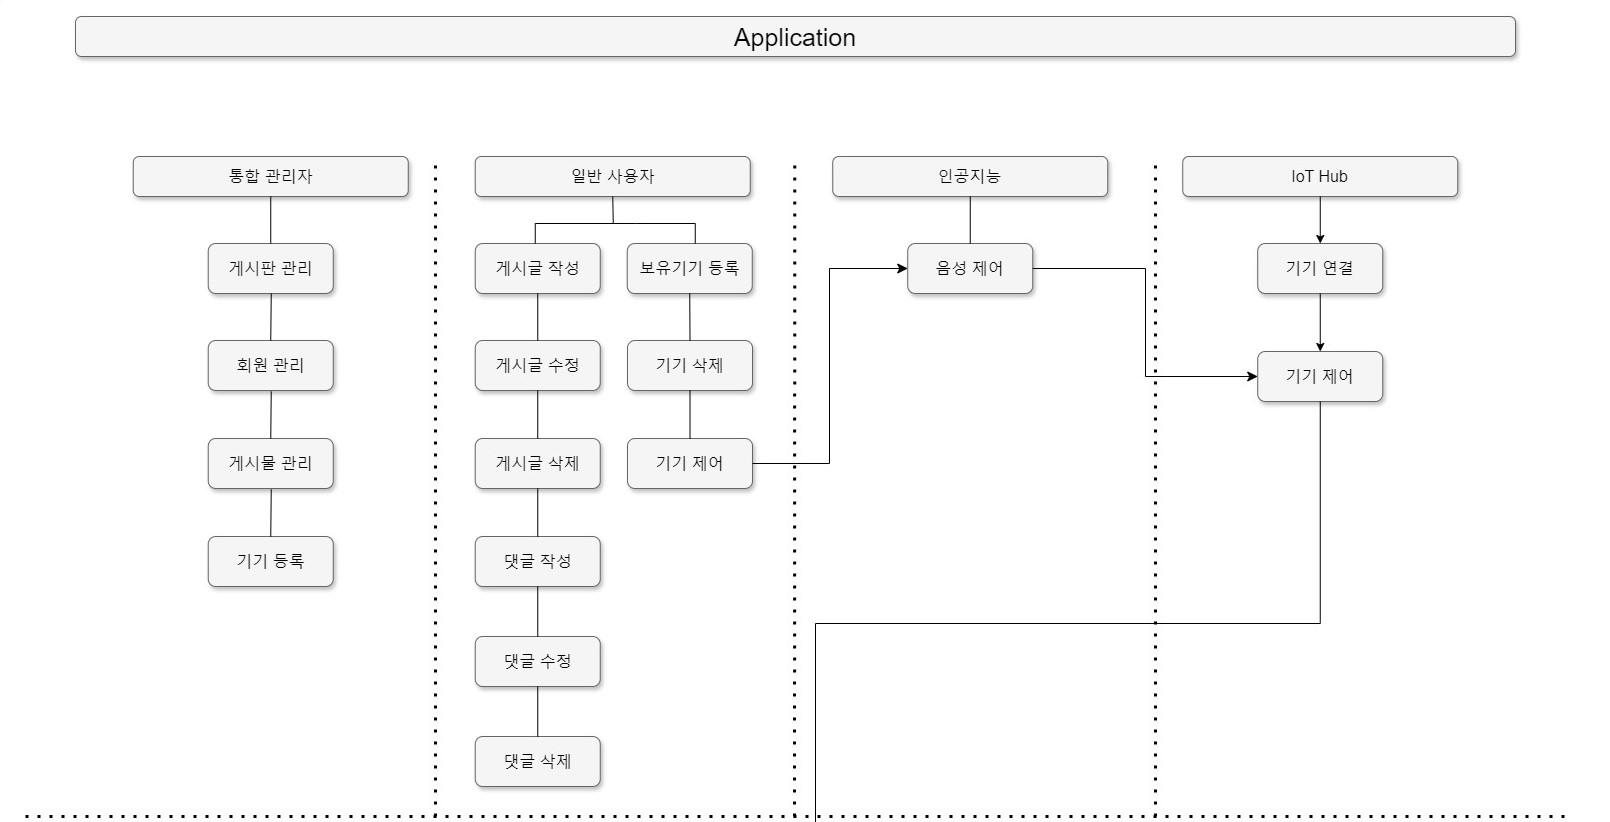 Application
통합 관리자
게시판 관리
회원 관리
게시물 관리
기기 등록
일반 사용자
게시글 작성
게시글 수정
게시글 삭제
댓글 작성
댓글 수정
댓글 삭제
보유기기 등록
기기 삭제
기기 제어
인공지능
음성 제어
IoT Hub
기기 연결
기기 제어